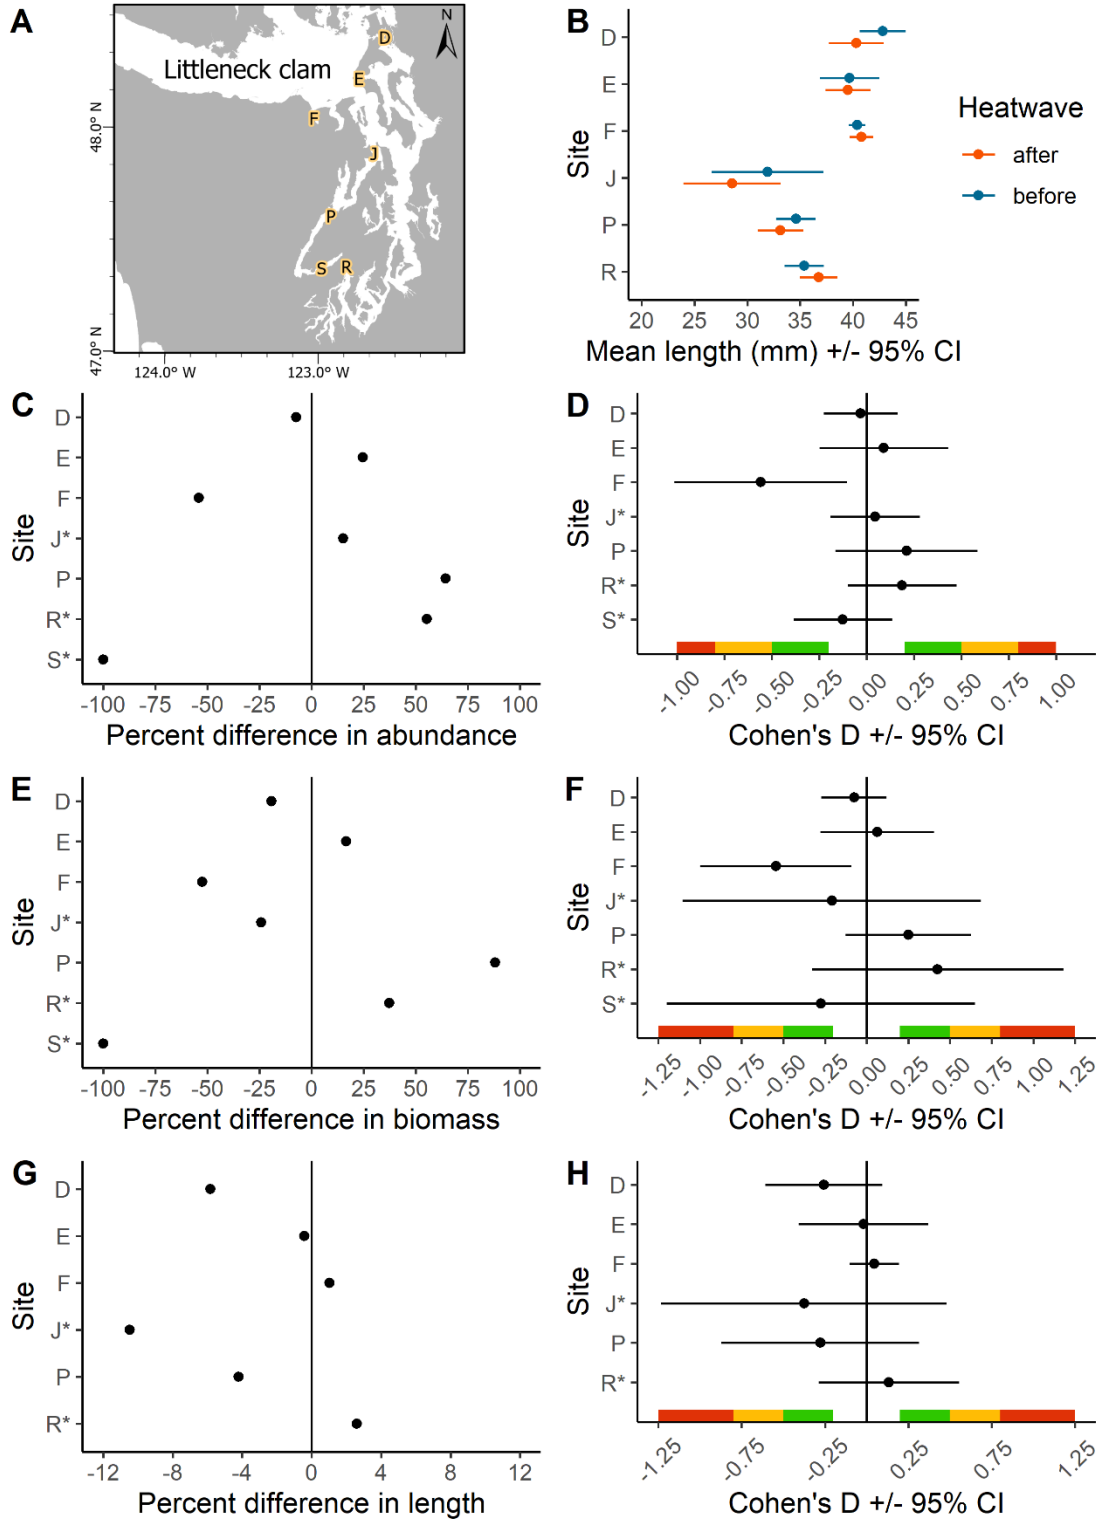 A
N
Littleneck clam
D
E
F
J
P
S
R
48.0° N
47.0° N
124.0° W
123.0° W
B
Site
D
E
F
J
P
R
20
25
30
35
40
45
Mean length (mm) +/- 95% CI
Heatwave
after
before
C
Site
D
E
F
J*
P
R*
S*
-100
-75
-50
-25
0
25
50
75
100
Percent difference in abundance
D
Site
D
E
F
J*
P
R*
S*
-1.00
-0.75
-0.50
-0.25
0.00
0.25
0.50
0.75
1.00
Cohen's D +/- 95% CI
E
Site
D
E
F
J*
P
R*
S*
-100
-75
-50
-25
0
25
50
75
100
Percent difference in biomass
F
Site
D
E
F
J*
P
R*
S*
-1.25
-1.00
-0.75
-0.50
-0.25
0.00
0.25
0.50
0.75
1.00
1.25
Cohen's D +/- 95% CI
G
Site
D
E
F
J*
P
R*
-12
-8
-4
0
4
8
12
Percent difference in length
H
Site
D
E
F
J*
P
R*
-1.25
-0.75
-0.25
0.25
0.75
1.25
Cohen's D +/- 95% CI